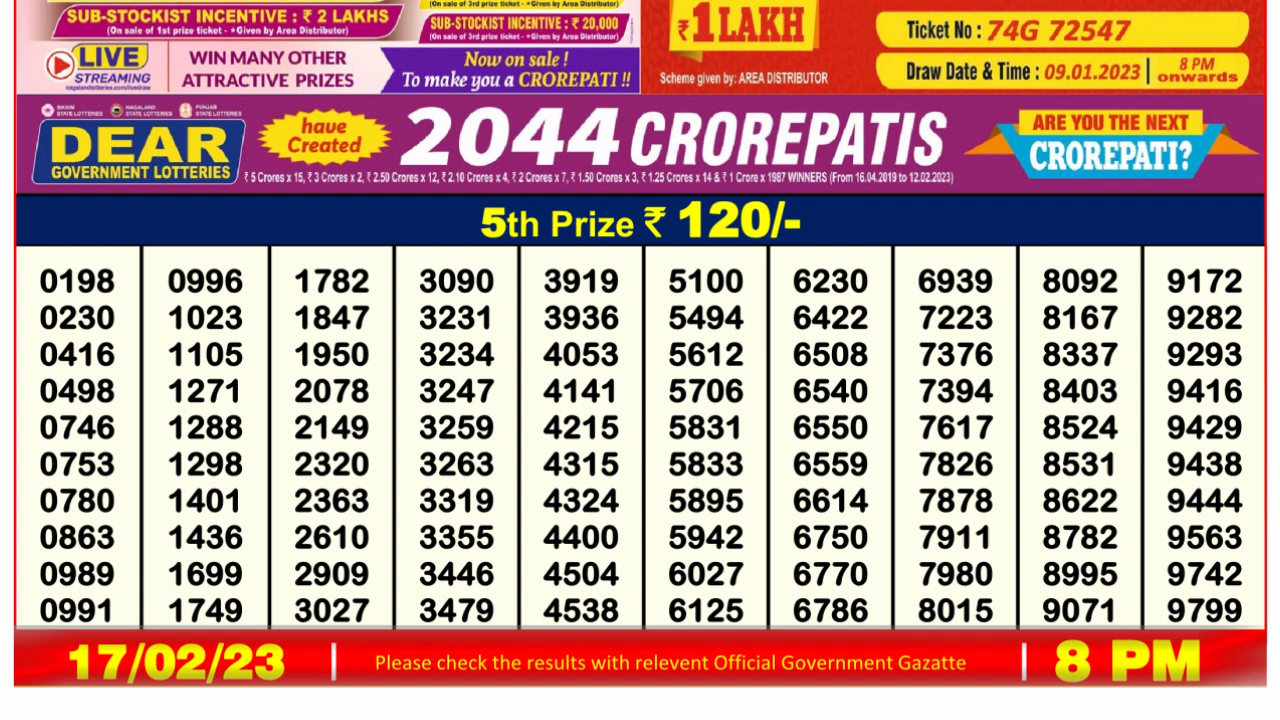 SUB-STOCKIST INCENTIVE : ₹ 2 LAKHS
(On sale of 1st prize ticket - *Given by Area Distributor)
(On sale of 3rd prize ticket - *Given by Area Distributor)
SUB-STOCKIST INCENTIVE : ₹ 20,000
(On sale of 3rd prize ticket - *Given by Area Distributor)
₹1LAKH
Scheme given by: AREA DISTRIBUTOR
Ticket No : 74G 72547
Draw Date & Time : 09.01.2023 | 8 PM onwards
LIVE
STREAMING
nagalandlotteries.com/livedraw
WIN MANY OTHER
ATTRACTIVE PRIZES
Now on sale !
To make you a CROREPATI !!
SIKKIM STATE LOTTERIES
NAGALAND STATE LOTTERIES
PUNJAB STATE LOTTERIES
DEAR
GOVERNMENT LOTTERIES
have
Created
2044 CROREPATIS
₹ 5 Crores x 15, ₹ 3 Crores x 2, ₹ 2.50 Crores x 12, ₹ 2.10 Crores x 4, ₹ 2 Crores x 7, ₹ 1.50 Crores x 3, ₹ 1.25 Crores x 14 & ₹ 1 Crore x 1987 WINNERS (From 16.04.2019 to 12.02.2023)
ARE YOU THE NEXT
CROREPATI?
5th Prize ₹ 120/-
0198 0996 1782 3090 3919 5100 6230 6939 8092 9172
0230 1023 1847 3231 3936 5494 6422 7223 8167 9282
0416 1105 1950 3234 4053 5612 6508 7376 8337 9293
0498 1271 2078 3247 4141 5706 6540 7394 8403 9416
0746 1288 2149 3259 4215 5831 6550 7617 8524 9429
0753 1298 2320 3263 4315 5833 6559 7826 8531 9438
0780 1401 2363 3319 4324 5895 6614 7878 8622 9444
0863 1436 2610 3355 4400 5942 6750 7911 8782 9563
0989 1699 2909 3446 4504 6027 6770 7980 8995 9742
0991 1749 3027 3479 4538 6125 6786 8015 9071 9799
17/02/23 | Please check the results with relevent Official Government Gazatte | 8 PM